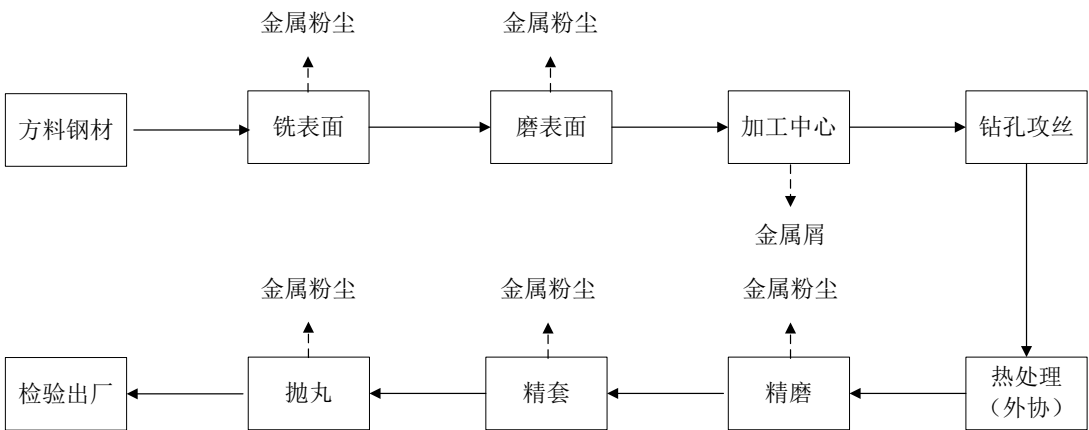 金属粉尘
金属粉尘
方料钢材
铣表面
磨表面
加工中心
钻孔攻丝
金属屑
金属粉尘
金属粉尘
金属粉尘
检验出厂
抛丸
精套
精磨
热处理
（外协）